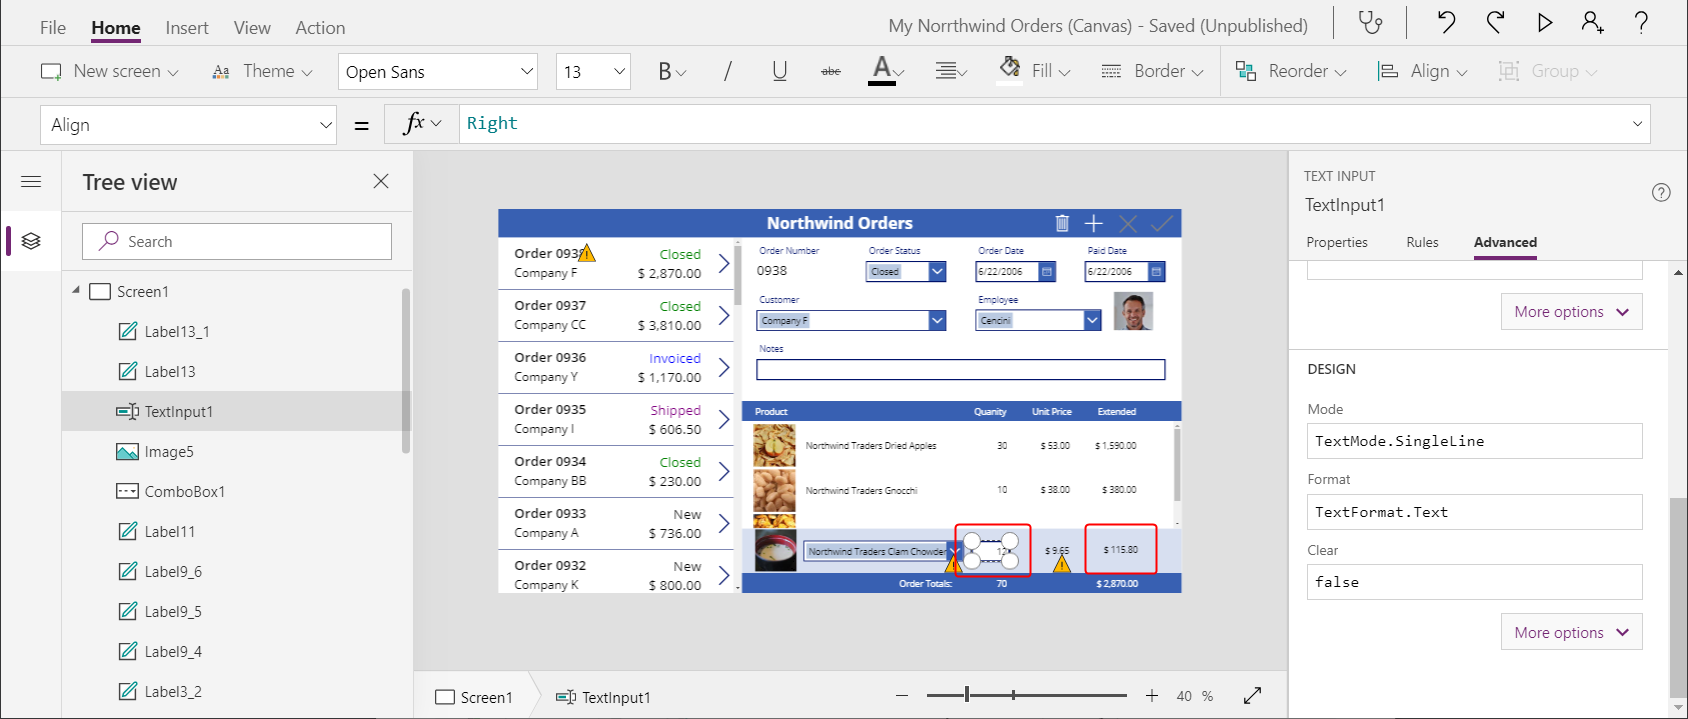 File Home Insert View Action My Norrthwind Orders (Canvas) - Saved (Unpublished) ?
New screen Aa Theme Open Sans 13 B / U abc A Fill Border Reorder Align Group
Align = fx Right
Tree view
Search
Screen1
Label13_1
Label13
TextInput1
Image5
ComboBox1
Label11
Label9_6
Label9_5
Label9_4
Label3_2
Northwind Orders
Order 0938 Closed
Company F $ 2,870.00
Order 0937 Closed
Company CC $ 3,810.00
Order 0936 Invoiced
Company Y $ 1,170.00
Order 0935 Shipped
Company I $ 606.50
Order 0934 Closed
Company BB $ 230.00
Order 0933 New
Company A $ 736.00
Order 0932 New
Company K $ 800.00
Order Number Order Status Order Date Paid Date
0938 Closed 6/22/2006 6/22/2006
Customer Employee
Company F Cencini
Notes
Product Quanity Unit Price Extended
Northwind Traders Dried Apples 30 $ 53.00 $ 1,590.00
Northwind Traders Gnocchi 10 $ 38.00 $ 380.00
Northwind Traders Clam Chowder 12 $ 9.65 $ 115.80
Order Totals: 70 $ 2,870.00
Screen1 TextInput1 40 %
TEXT INPUT
TextInput1 ?
Properties Rules Advanced
More options
DESIGN
Mode
TextMode.SingleLine
Format
TextFormat.Text
Clear
false
More options